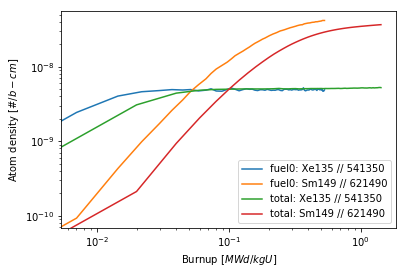 Atom density [#/b − cm]
10⁻⁸
10⁻⁹
10⁻¹⁰
fuel0: Xe135 // 541350
fuel0: Sm149 // 621490
total: Xe135 // 541350
total: Sm149 // 621490
10⁻² 10⁻¹ 10⁰
Burnup [MWd/kgU]